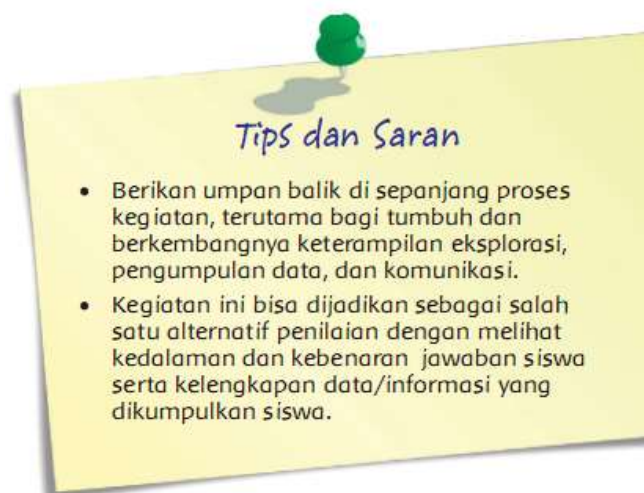 Tips dan Saran
• Berikan umpan balik di sepanjang proses
kegiatan, terutama bagi tumbuh dan
berkembangnya keterampilan eksplorasi,
pengumpulan data, dan komunikasi.
• Kegiatan ini bisa dijadikan sebagai salah
satu alternatif penilaian dengan melihat
kedalaman dan kebenaran jawaban siswa
serta kelengkapan data/informasi yang
dikumpulkan siswa.